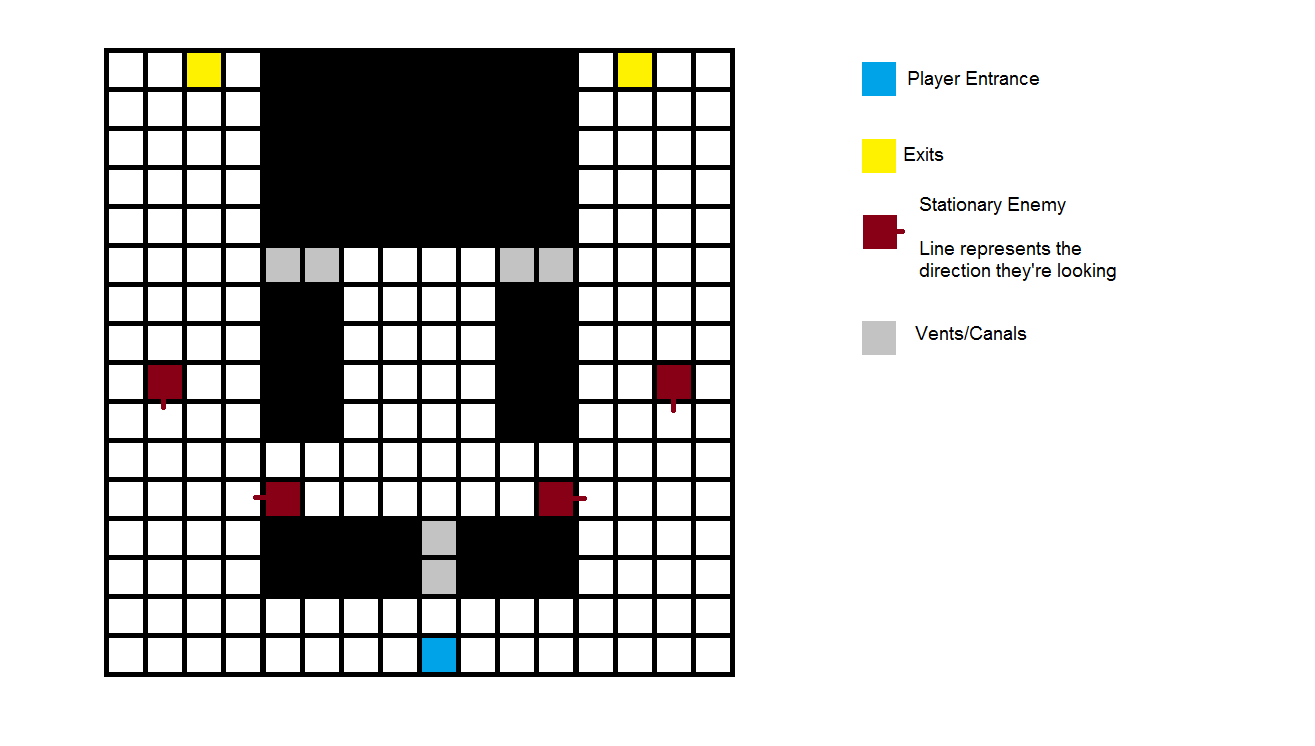 Player Entrance
Exits
Stationary Enemy
Line represents the
direction they're looking
Vents/Canals